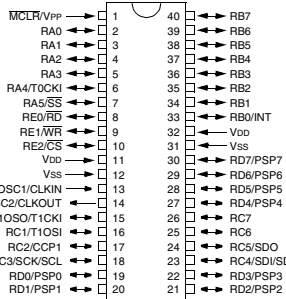 MCLR/VPP 1 40 RB7
RA0 2 39 RB6
RA1 3 38 RB5
RA2 4 37 RB4
RA3 5 36 RB3
RA4/T0CKI 6 35 RB2
RA5/SS 7 34 RB1
RE0/RD 8 33 RB0/INT
RE1/WR 9 32 VDD
RE2/CS 10 31 VSS
VDD 11 30 RD7/PSP7
VSS 12 29 RD6/PSP6
OSC1/CLKIN 13 28 RD5/PSP5
C2/CLKOUT 14 27 RD4/PSP4
1OSO/T1CKI 15 26 RC7
RC1/T1OSI 16 25 RC6
RC2/CCP1 17 24 RC5/SDO
C3/SCK/SCL 18 23 RC4/SDI/SD
RD0/PSP0 19 22 RD3/PSP3
RD1/PSP1 20 21 RD2/PSP2